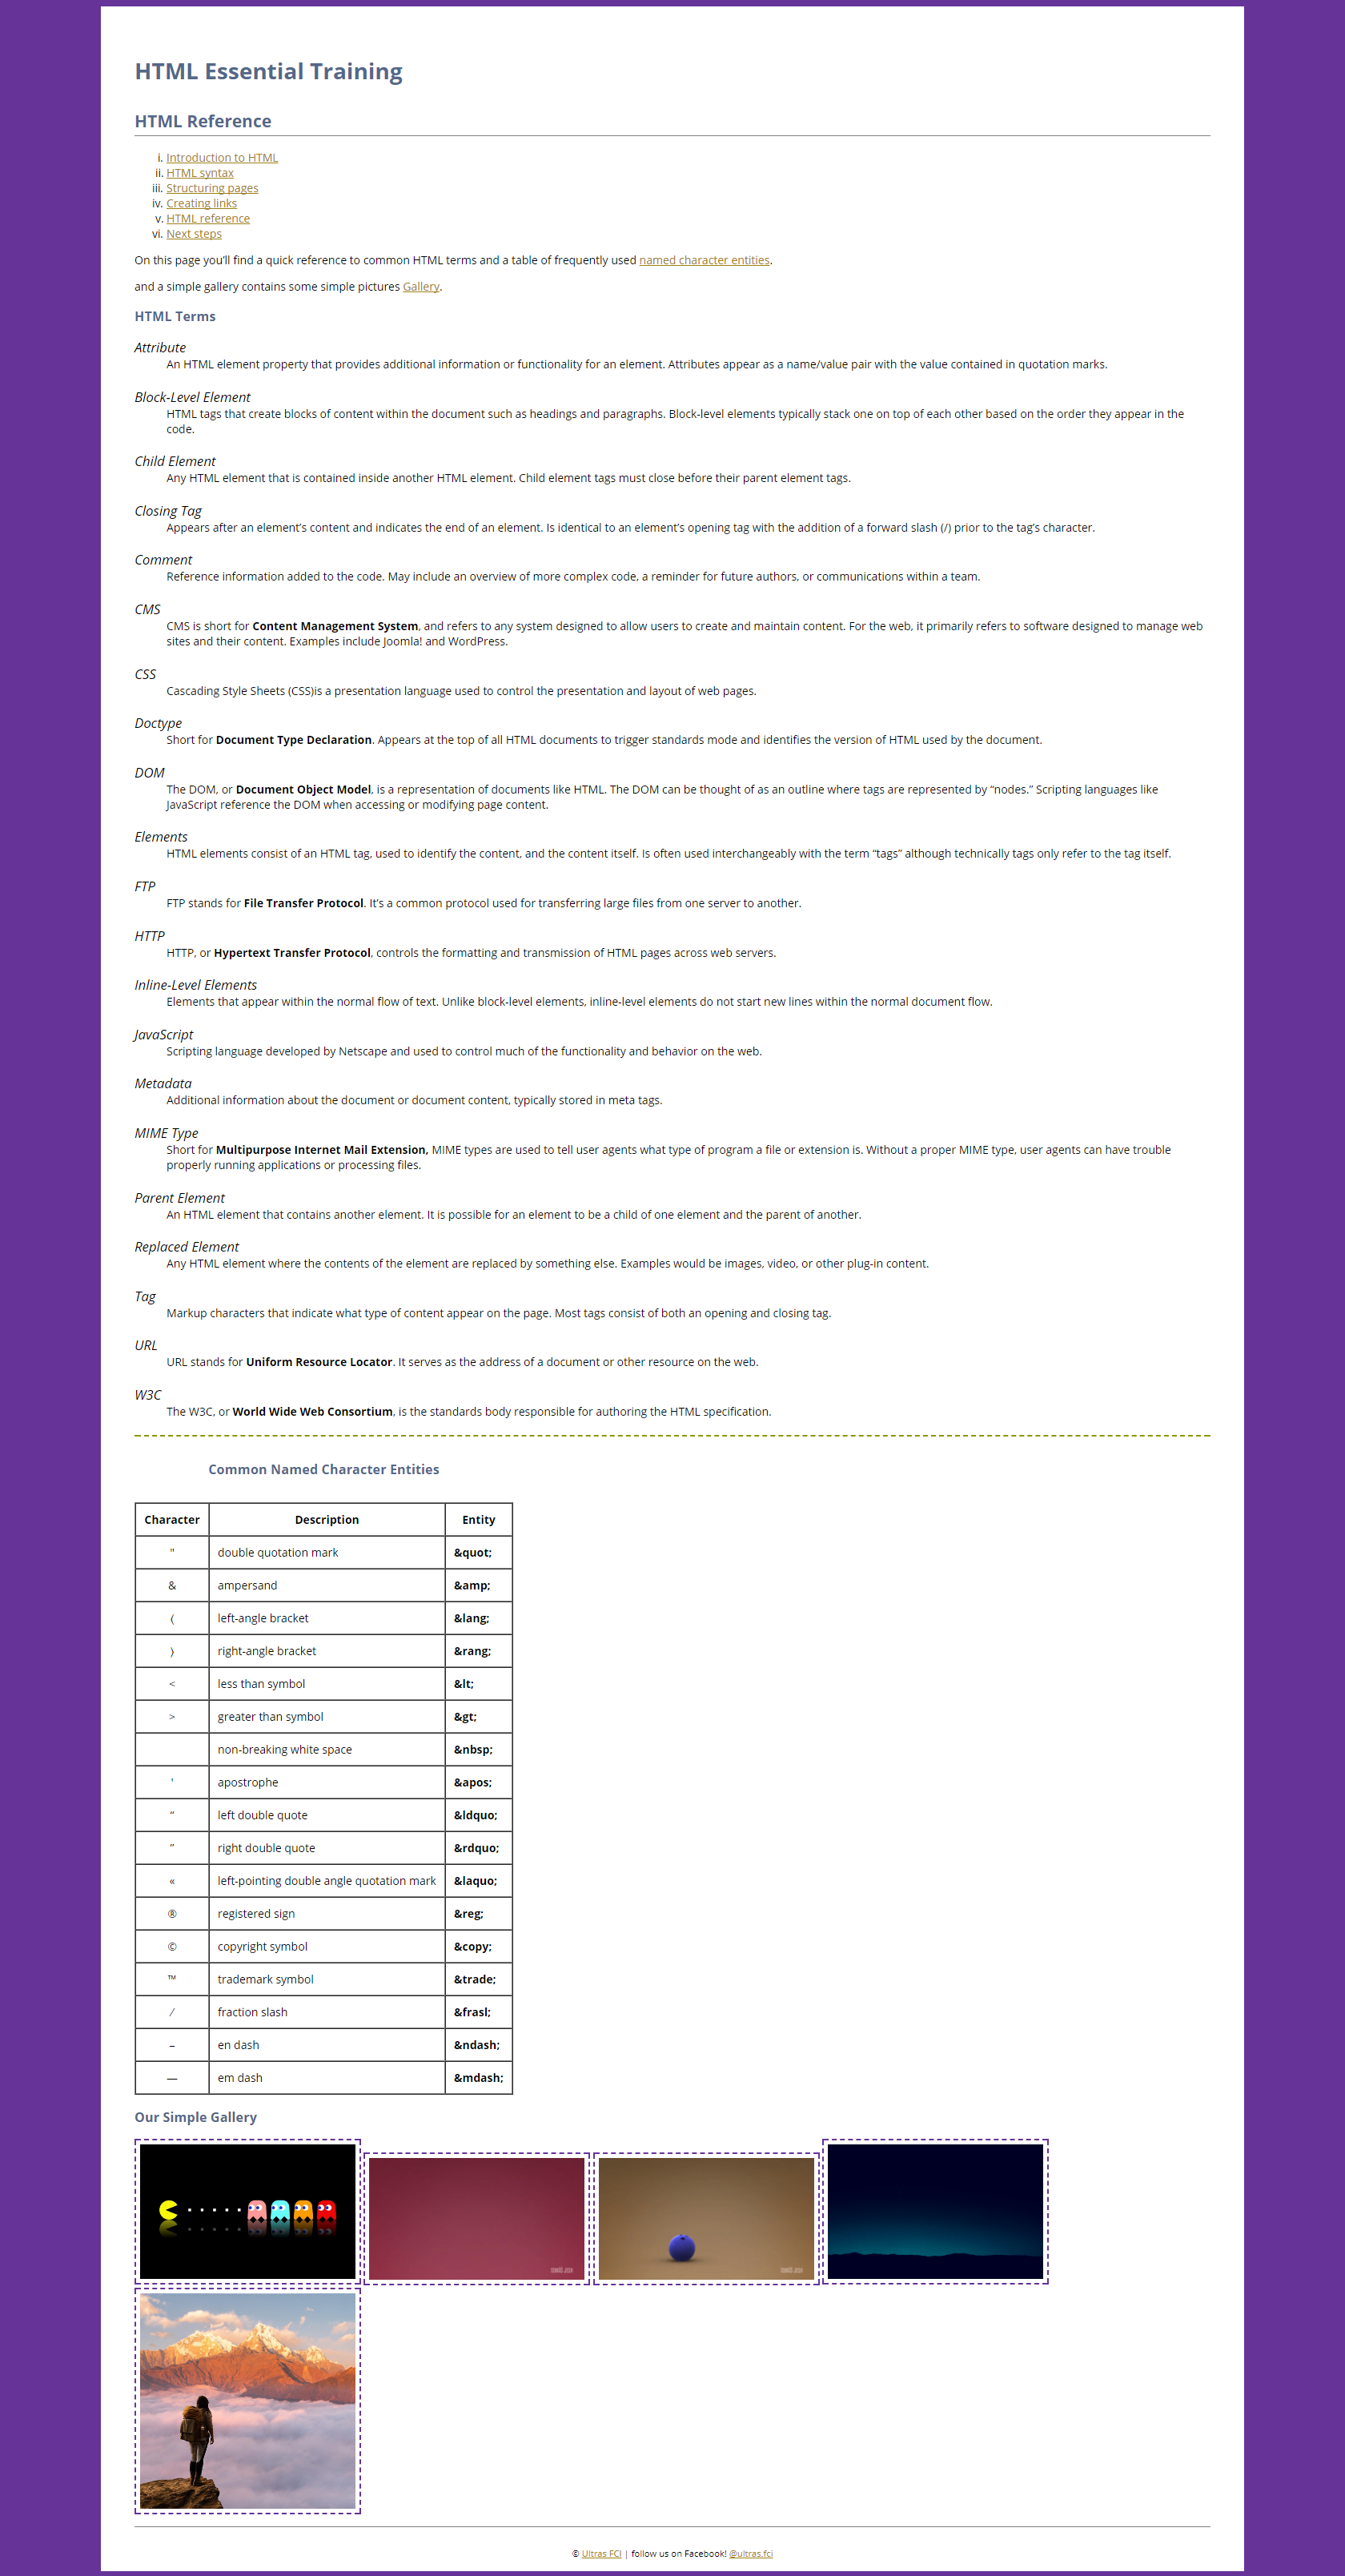 HTML Essential Training
HTML Reference
i. Introduction to HTML
ii. HTML syntax
iii. Structuring pages
iv. Creating links
v. HTML reference
vi. Next steps
On this page you’ll find a quick reference to common HTML terms and a table of frequently used named character entities.
and a simple gallery contains some simple pictures Gallery.
HTML Terms
Attribute
An HTML element property that provides additional information or functionality for an element. Attributes appear as a name/value pair with the value contained in quotation marks.
Block-Level Element
HTML tags that create blocks of content within the document such as headings and paragraphs. Block-level elements typically stack one on top of each other based on the order they appear in the
code.
Child Element
Any HTML element that is contained inside another HTML element. Child element tags must close before their parent element tags.
Closing Tag
Appears after an element’s content and indicates the end of an element. Is identical to an element’s opening tag with the addition of a forward slash (/) prior to the tag’s character.
Comment
Reference information added to the code. May include an overview of more complex code, a reminder for future authors, or communications within a team.
CMS
CMS is short for Content Management System, and refers to any system designed to allow users to create and maintain content. For the web, it primarily refers to software designed to manage web
sites and their content. Examples include Joomla! and WordPress.
CSS
Cascading Style Sheets (CSS)is a presentation language used to control the presentation and layout of web pages.
Doctype
Short for Document Type Declaration. Appears at the top of all HTML documents to trigger standards mode and identifies the version of HTML used by the document.
DOM
The DOM, or Document Object Model, is a representation of documents like HTML. The DOM can be thought of as an outline where tags are represented by “nodes.” Scripting languages like
JavaScript reference the DOM when accessing or modifying page content.
Elements
HTML elements consist of an HTML tag, used to identify the content, and the content itself. Is often used interchangeably with the term “tags” although technically tags only refer to the tag itself.
FTP
FTP stands for File Transfer Protocol. It’s a common protocol used for transferring large files from one server to another.
HTTP
HTTP, or Hypertext Transfer Protocol, controls the formatting and transmission of HTML pages across web servers.
Inline-Level Elements
Elements that appear within the normal flow of text. Unlike block-level elements, inline-level elements do not start new lines within the normal document flow.
JavaScript
Scripting language developed by Netscape and used to control much of the functionality and behavior on the web.
Metadata
Additional information about the document or document content, typically stored in meta tags.
MIME Type
Short for Multipurpose Internet Mail Extension, MIME types are used to tell user agents what type of program a file or extension is. Without a proper MIME type, user agents can have trouble
properly running applications or processing files.
Parent Element
An HTML element that contains another element. It is possible for an element to be a child of one element and the parent of another.
Replaced Element
Any HTML element where the contents of the element are replaced by something else. Examples would be images, video, or other plug-in content.
Tag
Markup characters that indicate what type of content appear on the page. Most tags consist of both an opening and closing tag.
URL
URL stands for Uniform Resource Locator. It serves as the address of a document or other resource on the web.
W3C
The W3C, or World Wide Web Consortium, is the standards body responsible for authoring the HTML specification.
Common Named Character Entities
Character Description Entity
" double quotation mark &quot;
& ampersand &amp;
⟨ left-angle bracket &lang;
⟩ right-angle bracket &rang;
< less than symbol &lt;
> greater than symbol &gt;
non-breaking white space &nbsp;
' apostrophe &apos;
“ left double quote &ldquo;
” right double quote &rdquo;
« left-pointing double angle quotation mark &laquo;
® registered sign &reg;
© copyright symbol &copy;
™ trademark symbol &trade;
⁄ fraction slash &frasl;
– en dash &ndash;
— em dash &mdash;
Our Simple Gallery
© Ultras FCI | follow us on Facebook! @ultras.fci